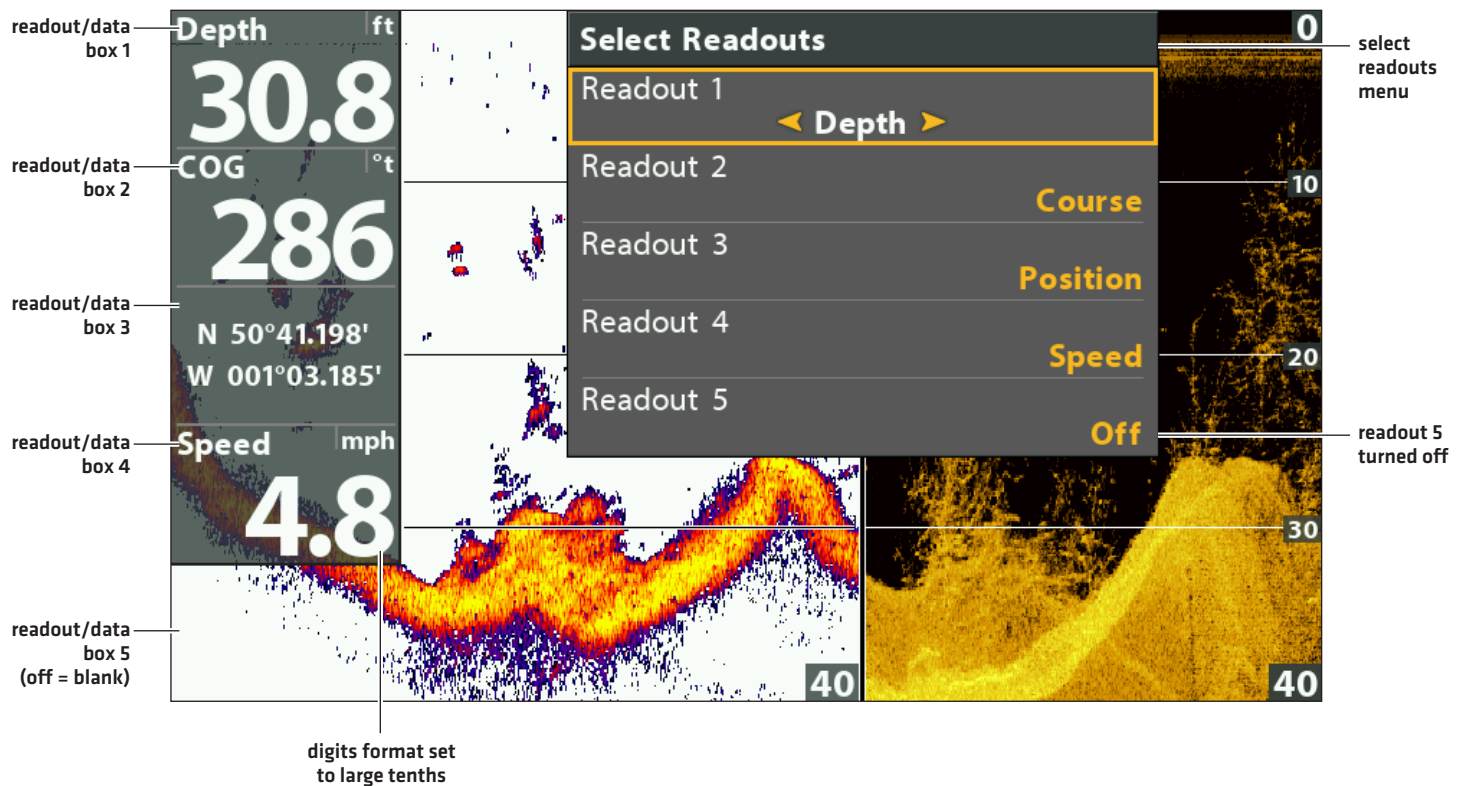 readout/data
box 1
readout/data
box 2
readout/data
box 3
readout/data
box 4
readout/data
box 5
(off = blank)
Depth ft
30.8
COG °t
286
N 50°41.198'
W 001°03.185'
Speed mph
4.8
digits format set
to large tenths
40
Select Readouts
Readout 1
Depth
Readout 2
Course
Readout 3
Position
Readout 4
Speed
Readout 5
Off
0
10
20
30
40
select
readouts
menu
readout 5
turned off